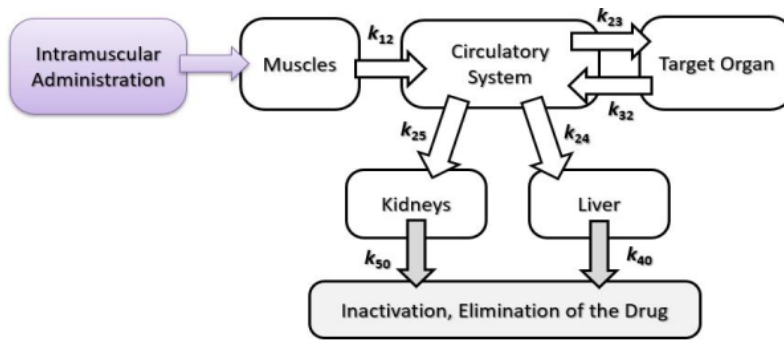 Intramuscular
Administration
Muscles
k12
Circulatory
System
k23
k32
Target Organ
k25
k24
Kidneys
Liver
k50
k40
Inactivation, Elimination of the Drug